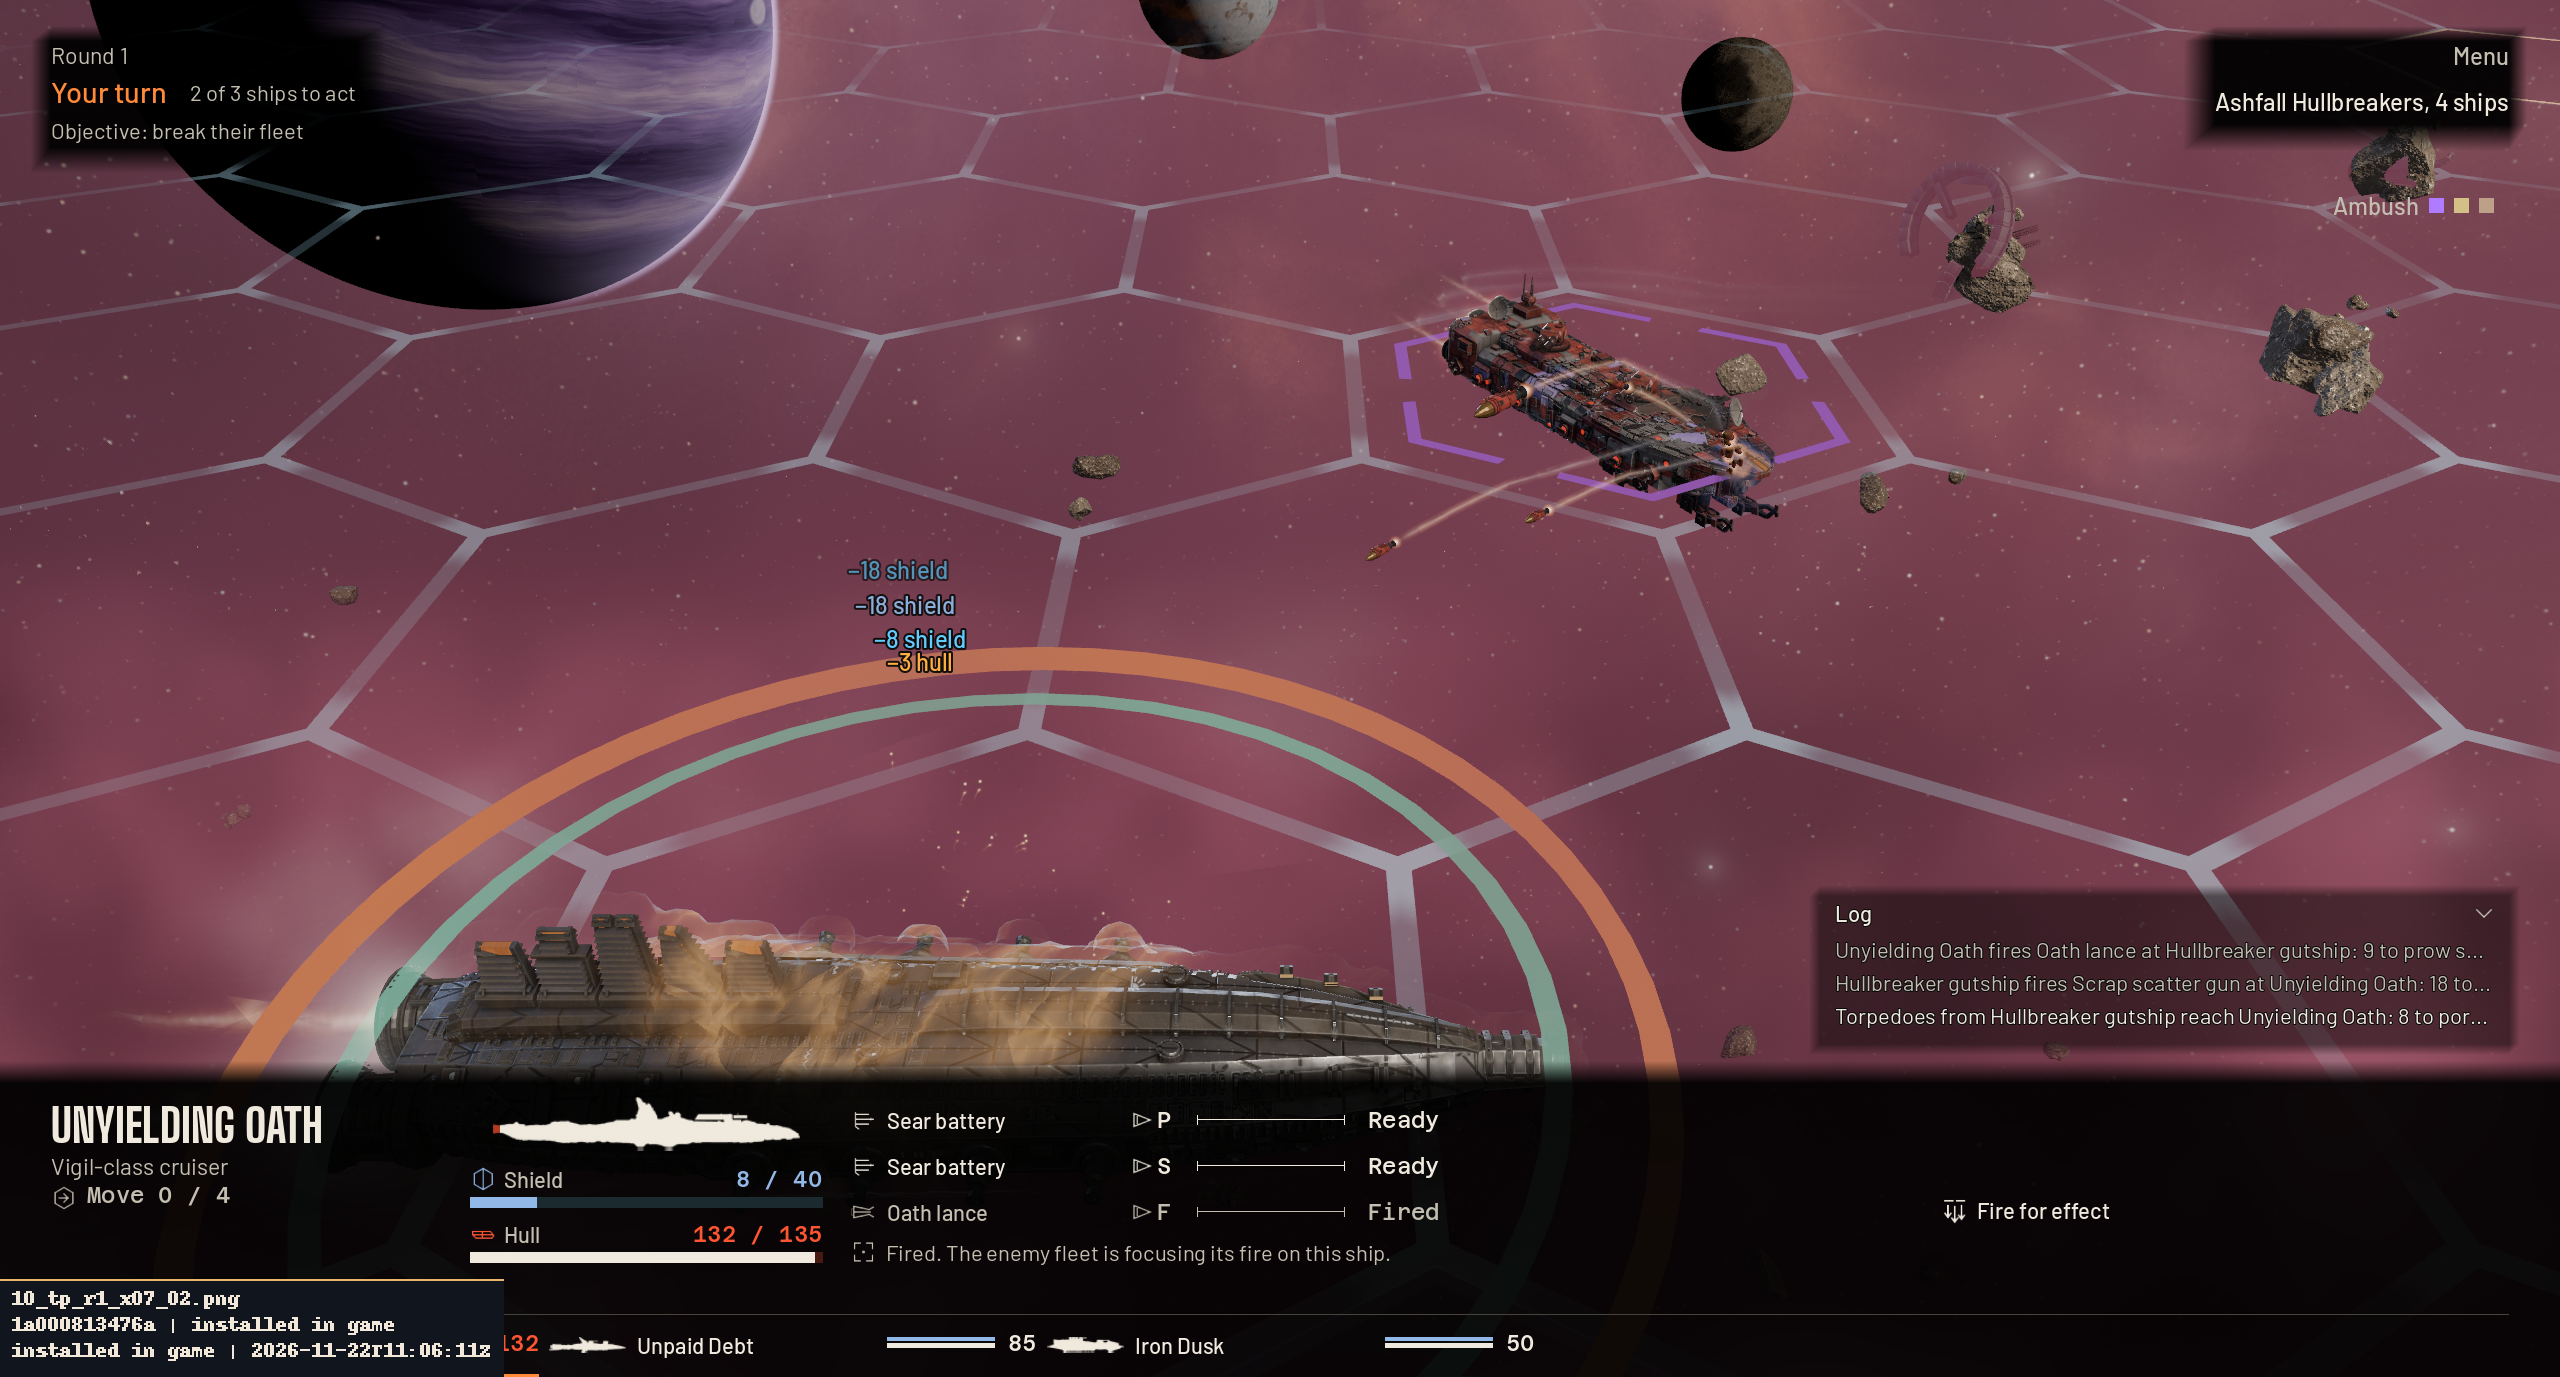 Round 1
Your turn 2 of 3 ships to act
Objective: break their fleet
Menu
Ashfall Hullbreakers, 4 ships
Ambush
−18 shield
−18 shield
−8 shield
−3 hull
Log
Unyielding Oath fires Oath lance at Hullbreaker gutship: 9 to prow s...
Hullbreaker gutship fires Scrap scatter gun at Unyielding Oath: 18 to...
Torpedoes from Hullbreaker gutship reach Unyielding Oath: 8 to por...
UNYIELDING OATH
Vigil-class cruiser
Move 0 / 4
Shield 8 / 40
Hull 132 / 135
Sear battery P Ready
Sear battery S Ready
Oath lance F Fired
Fired. The enemy fleet is focusing its fire on this ship.
Fire for effect
10_tp_r1_x07_02.png
1a000813476a | installed in game
installed in game | 2026-11-22T11:06:11Z
132 Unpaid Debt 85 Iron Dusk 50